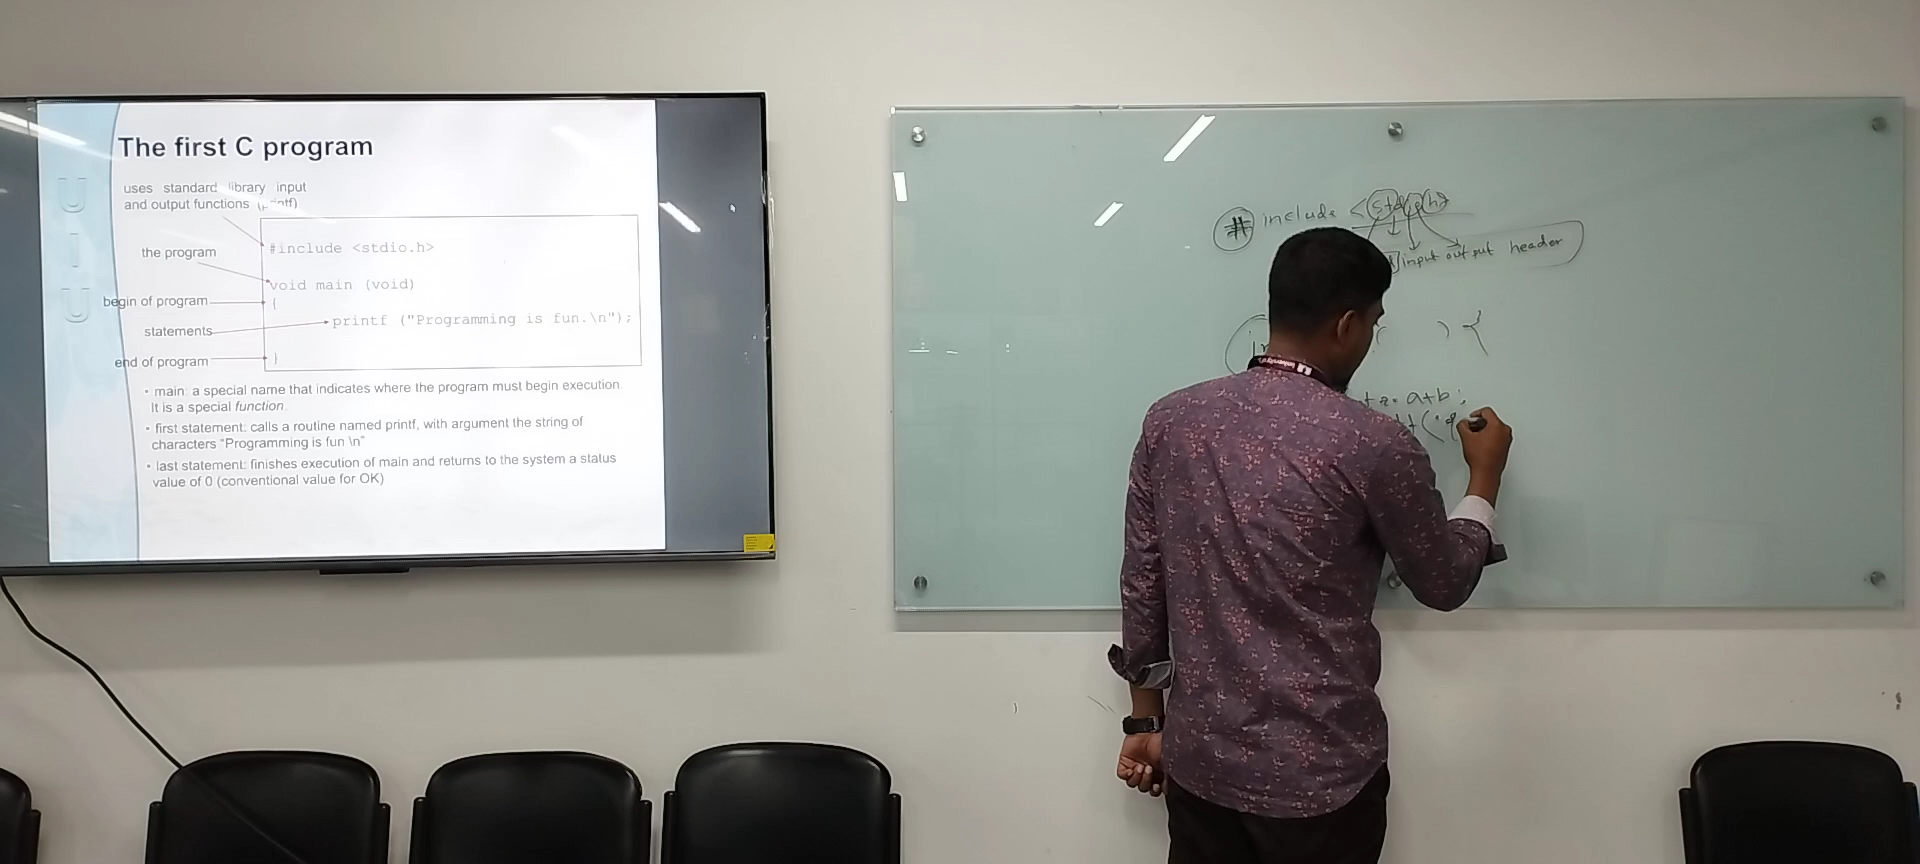 The first C program
uses standard library input
and output functions (printf)
#include <stdio.h>
the program
void main (void)
begin of program
{
statements
printf ("Programming is fun.\n");
end of program
}
• main: a special name that indicates where the program must begin execution.
It is a special function.
• first statement: calls a routine named printf, with argument the string of
characters "Programming is fun \n"
• last statement: finishes execution of main and returns to the system a status
value of 0 (conventional value for OK)
U
I
U
# include <stdio.h>
input output header
( ) {
= a+b ;